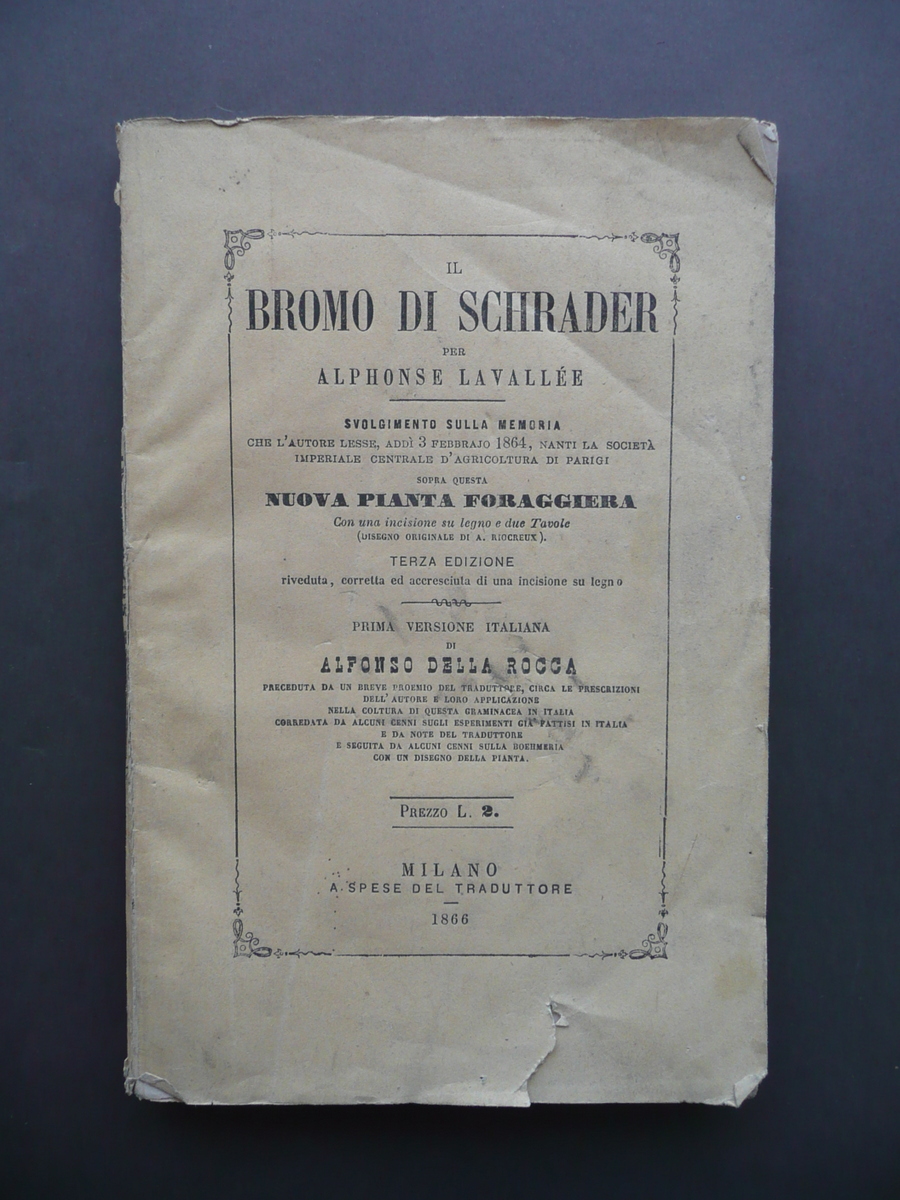 IL
BROMO DI SCHRADER
PER
ALPHONSE LAVALLÉE
SVOLGIMENTO SULLA MEMORIA
CHE L'AUTORE LESSE, ADDÌ 3 FEBBRAJO 1864, NANTI LA SOCIETÀ
IMPERIALE CENTRALE D'AGRICOLTURA DI PARIGI
SOPRA QUESTA
NUOVA PIANTA FORAGGIERA
Con una incisione su legno e due Tavole
(DISEGNO ORIGINALE DI A. RIOCREUX).
TERZA EDIZIONE
riveduta, corretta ed accresciuta di una incisione su legno
PRIMA VERSIONE ITALIANA
DI
ALFONSO DELLA ROCCA
PRECEDUTA DA UN BREVE PROEMIO DEL TRADUTTORE, CIRCA LE PRESCRIZIONI
DELL'AUTORE E LORO APPLICAZIONE
NELLA COLTURA DI QUESTA GRAMINACEA IN ITALIA
CORREDATA DA ALCUNI CENNI SUGLI ESPERIMENTI GIÀ FATTISI IN ITALIA
E DA NOTE DEL TRADUTTORE
E SEGUITA DA ALCUNI CENNI SULLA BOEHMERIA
CON UN DISEGNO DELLA PIANTA.
PREZZO L. 2.
MILANO
A SPESE DEL TRADUTTORE
1866